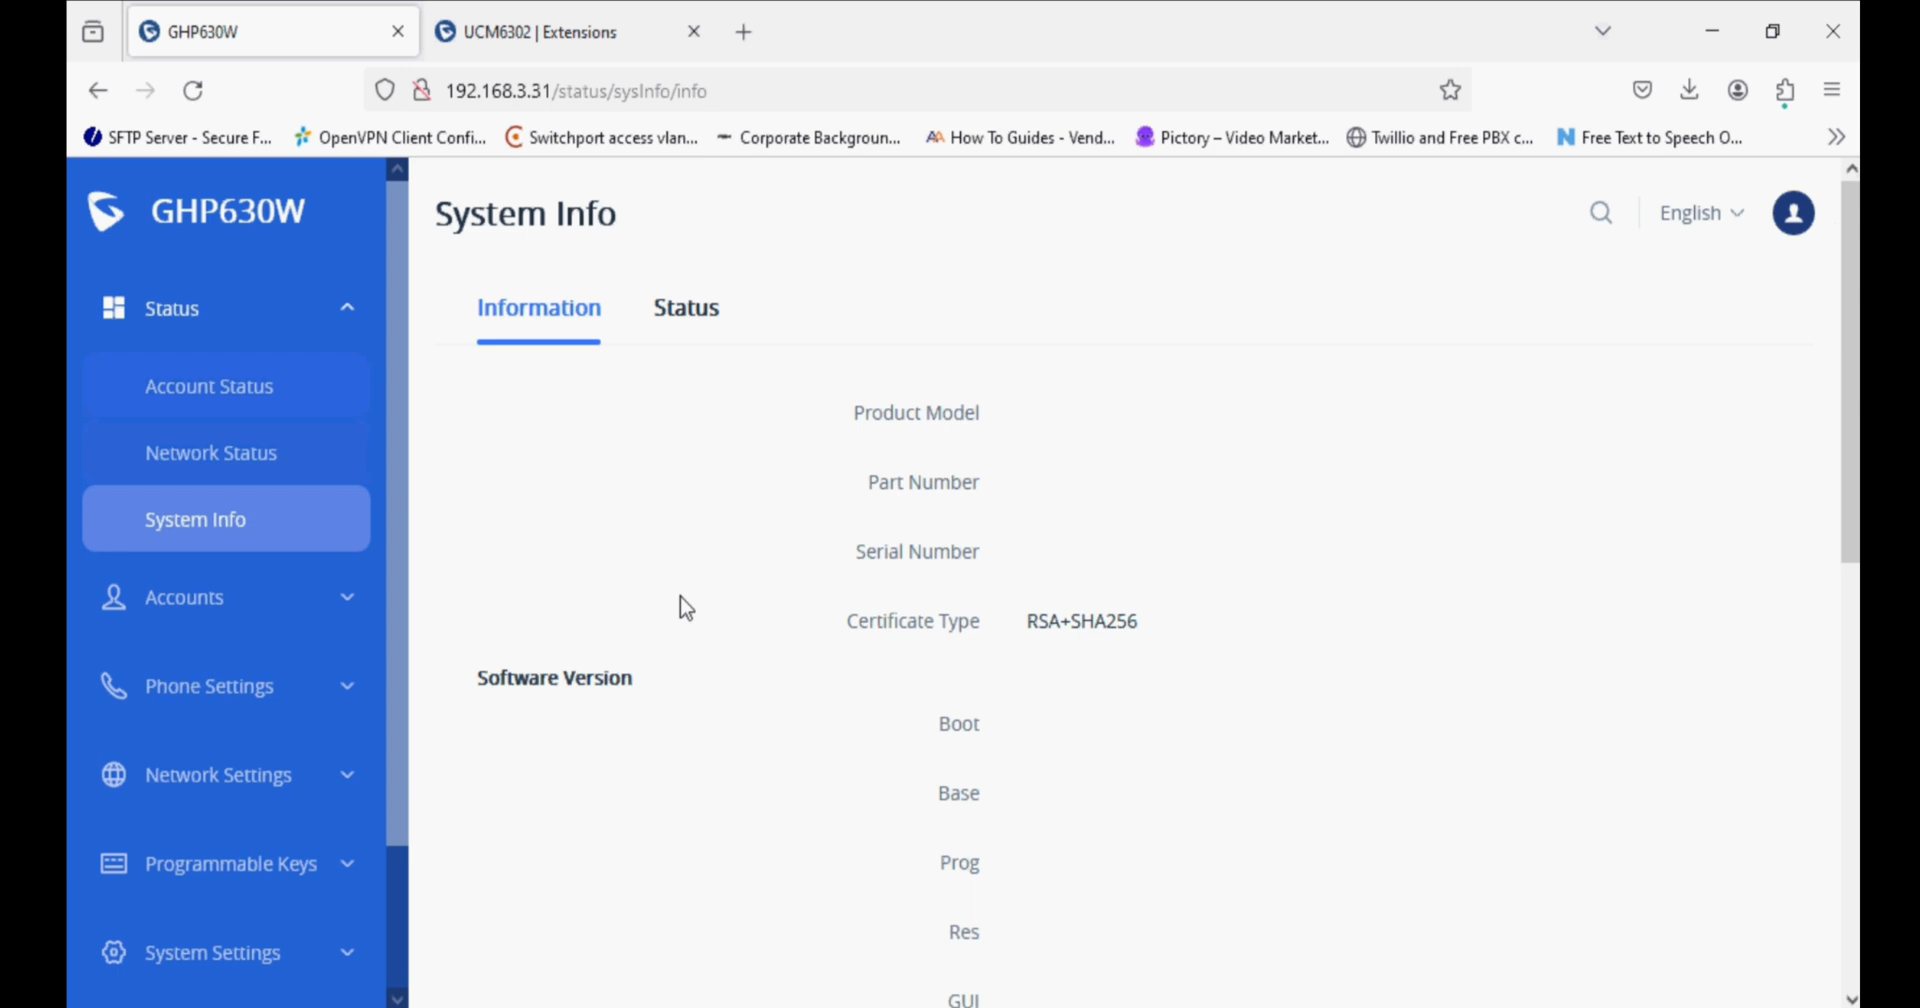 GHP630W
UCM6302 | Extensions
192.168.3.31/status/sysInfo/info
SFTP Server - Secure F...
OpenVPN Client Confi...
Switchport access vlan...
Corporate Backgroun...
How To Guides - Vend...
Pictory – Video Market...
Twillio and Free PBX c...
Free Text to Speech O...
GHP630W
System Info
English
Status
Information
Status
Account Status
Network Status
System Info
Accounts
Phone Settings
Network Settings
Programmable Keys
System Settings
Product Model
Part Number
Serial Number
Certificate Type RSA+SHA256
Software Version
Boot
Base
Prog
Res
GUI